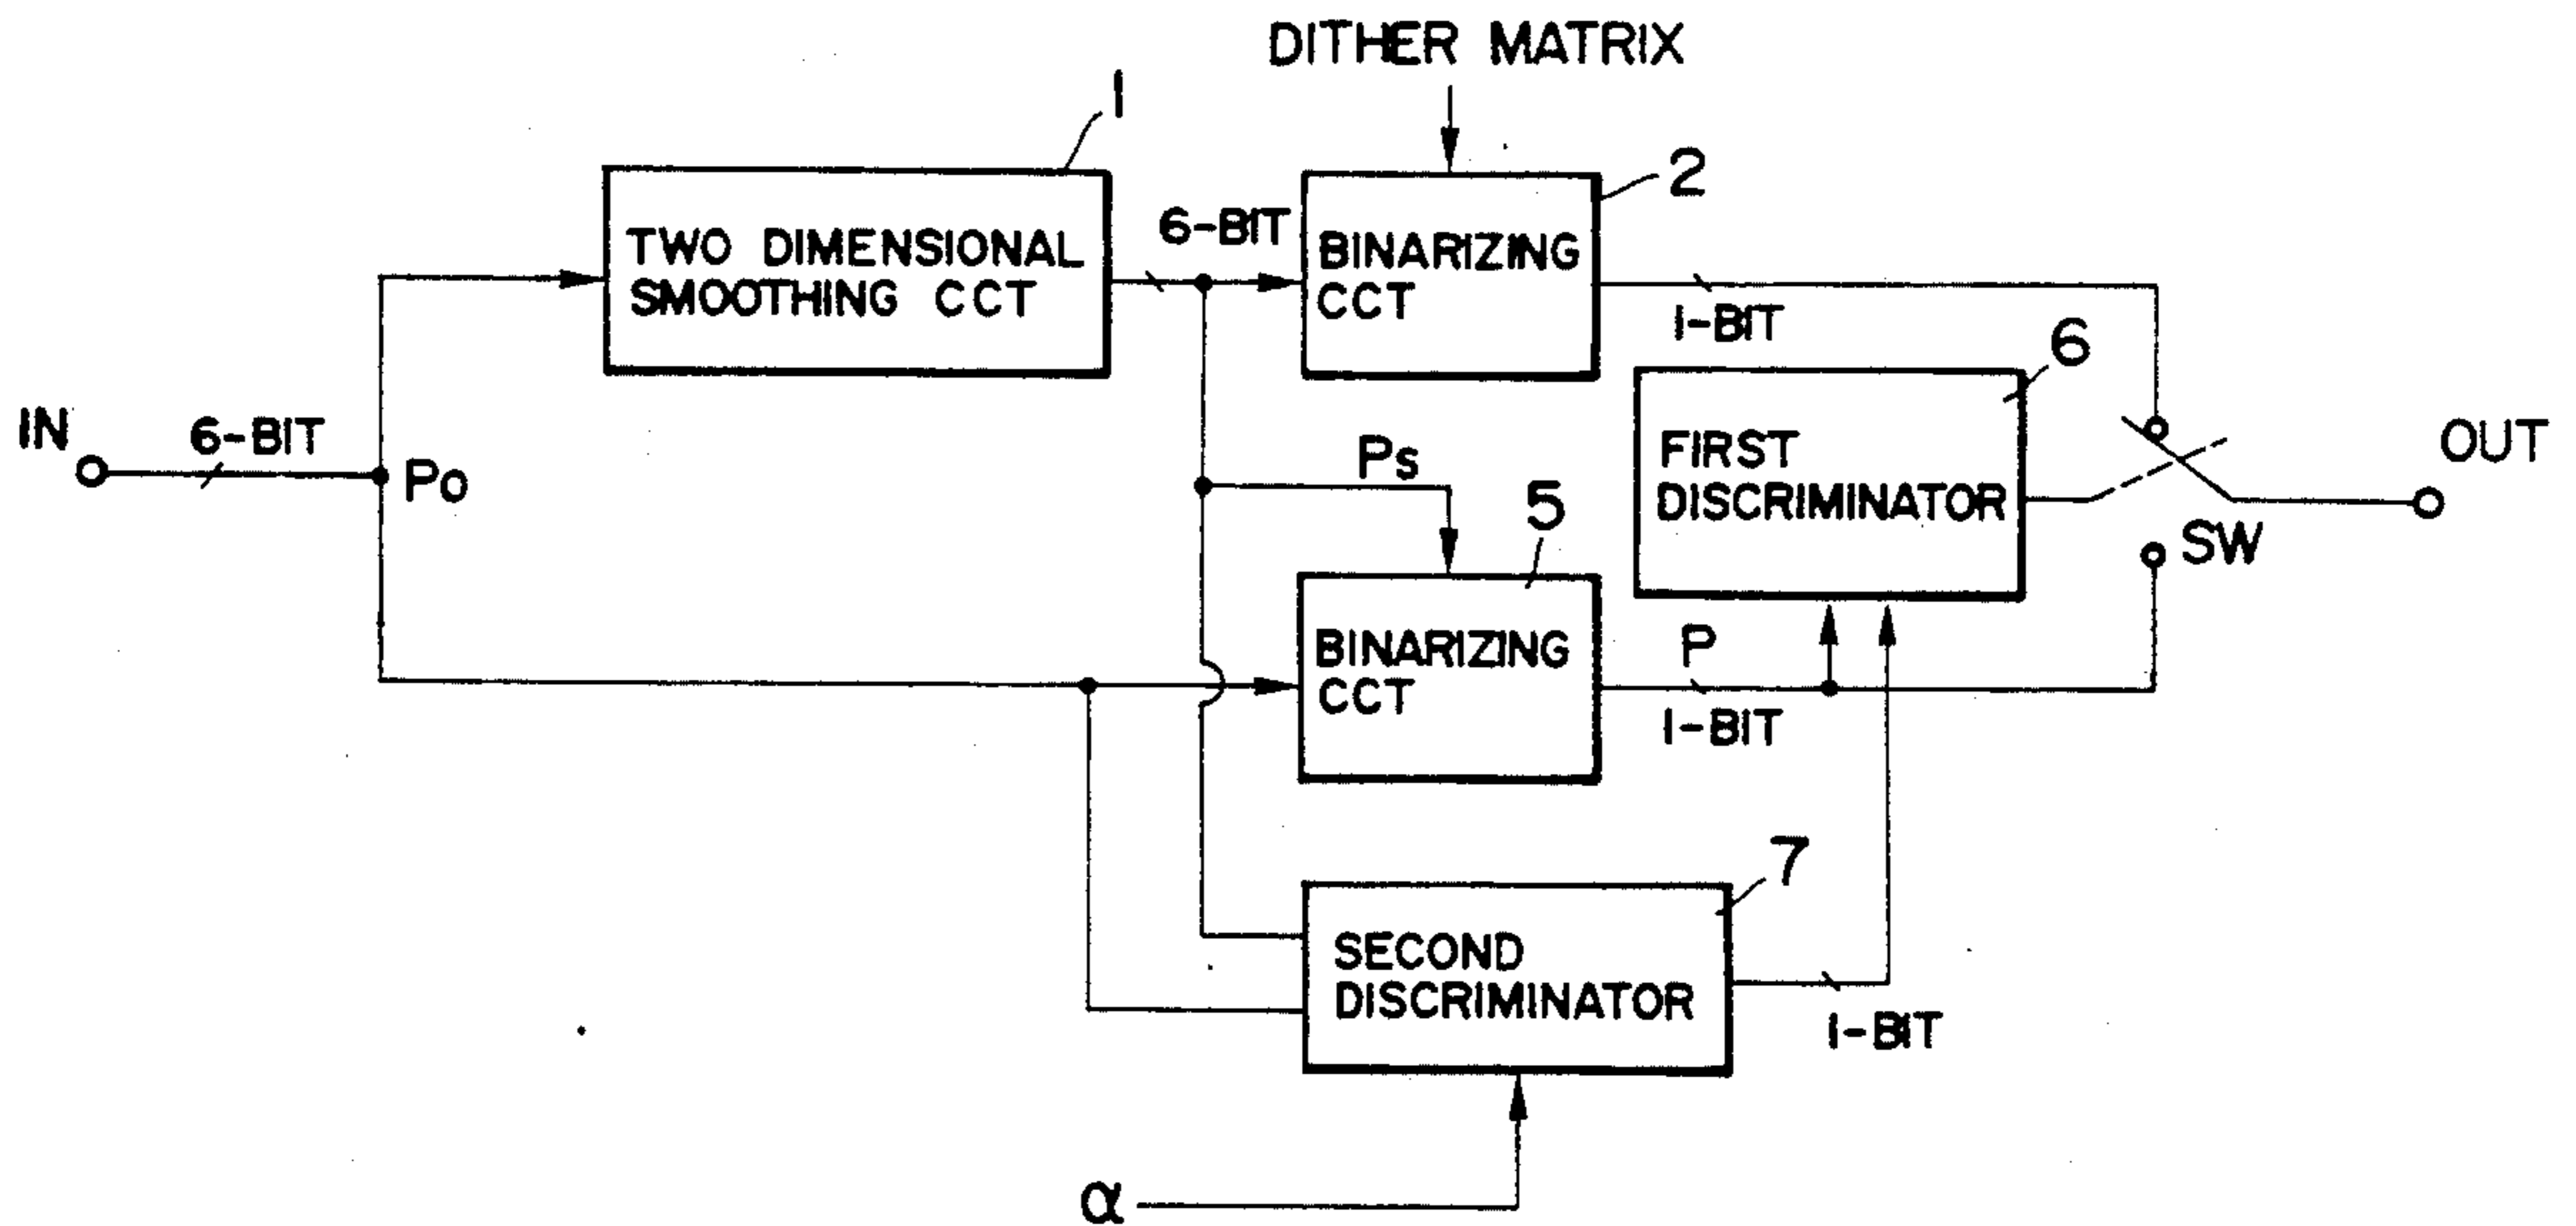 DITHER MATRIX
1
2
TWO DIMENSIONAL
SMOOTHING CCT
6-BIT
BINARIZING
CCT
1-BIT
6
IN
6-BIT
Po
Ps
FIRST
DISCRIMINATOR
OUT
SW
5
BINARIZING
CCT
P
1-BIT
7
SECOND
DISCRIMINATOR
1-BIT
α